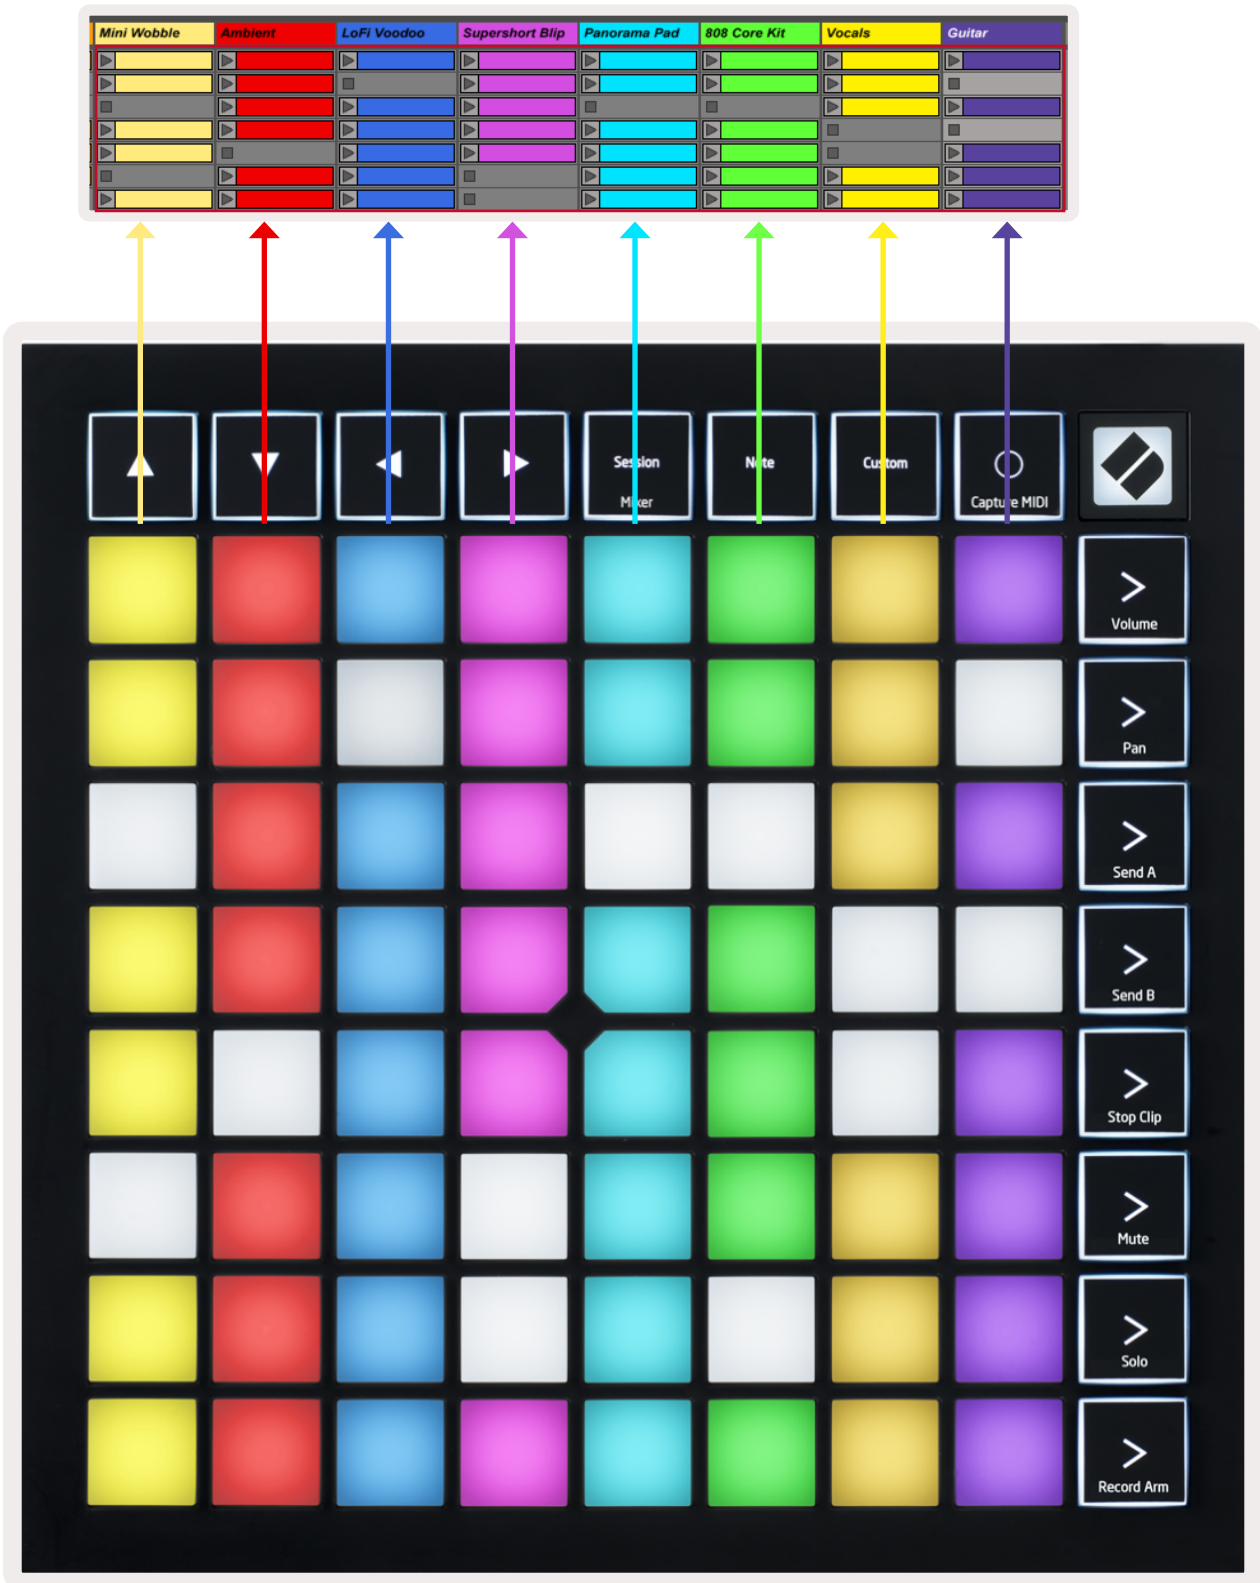 Mini Wobble
Ambient
LoFi Voodoo
Supershort Blip
Panorama Pad
808 Core Kit
Vocals
Guitar
Session
Mixer
Note
Custom
Capture MIDI
Volume
Pan
Send A
Send B
Stop Clip
Mute
Solo
Record Arm